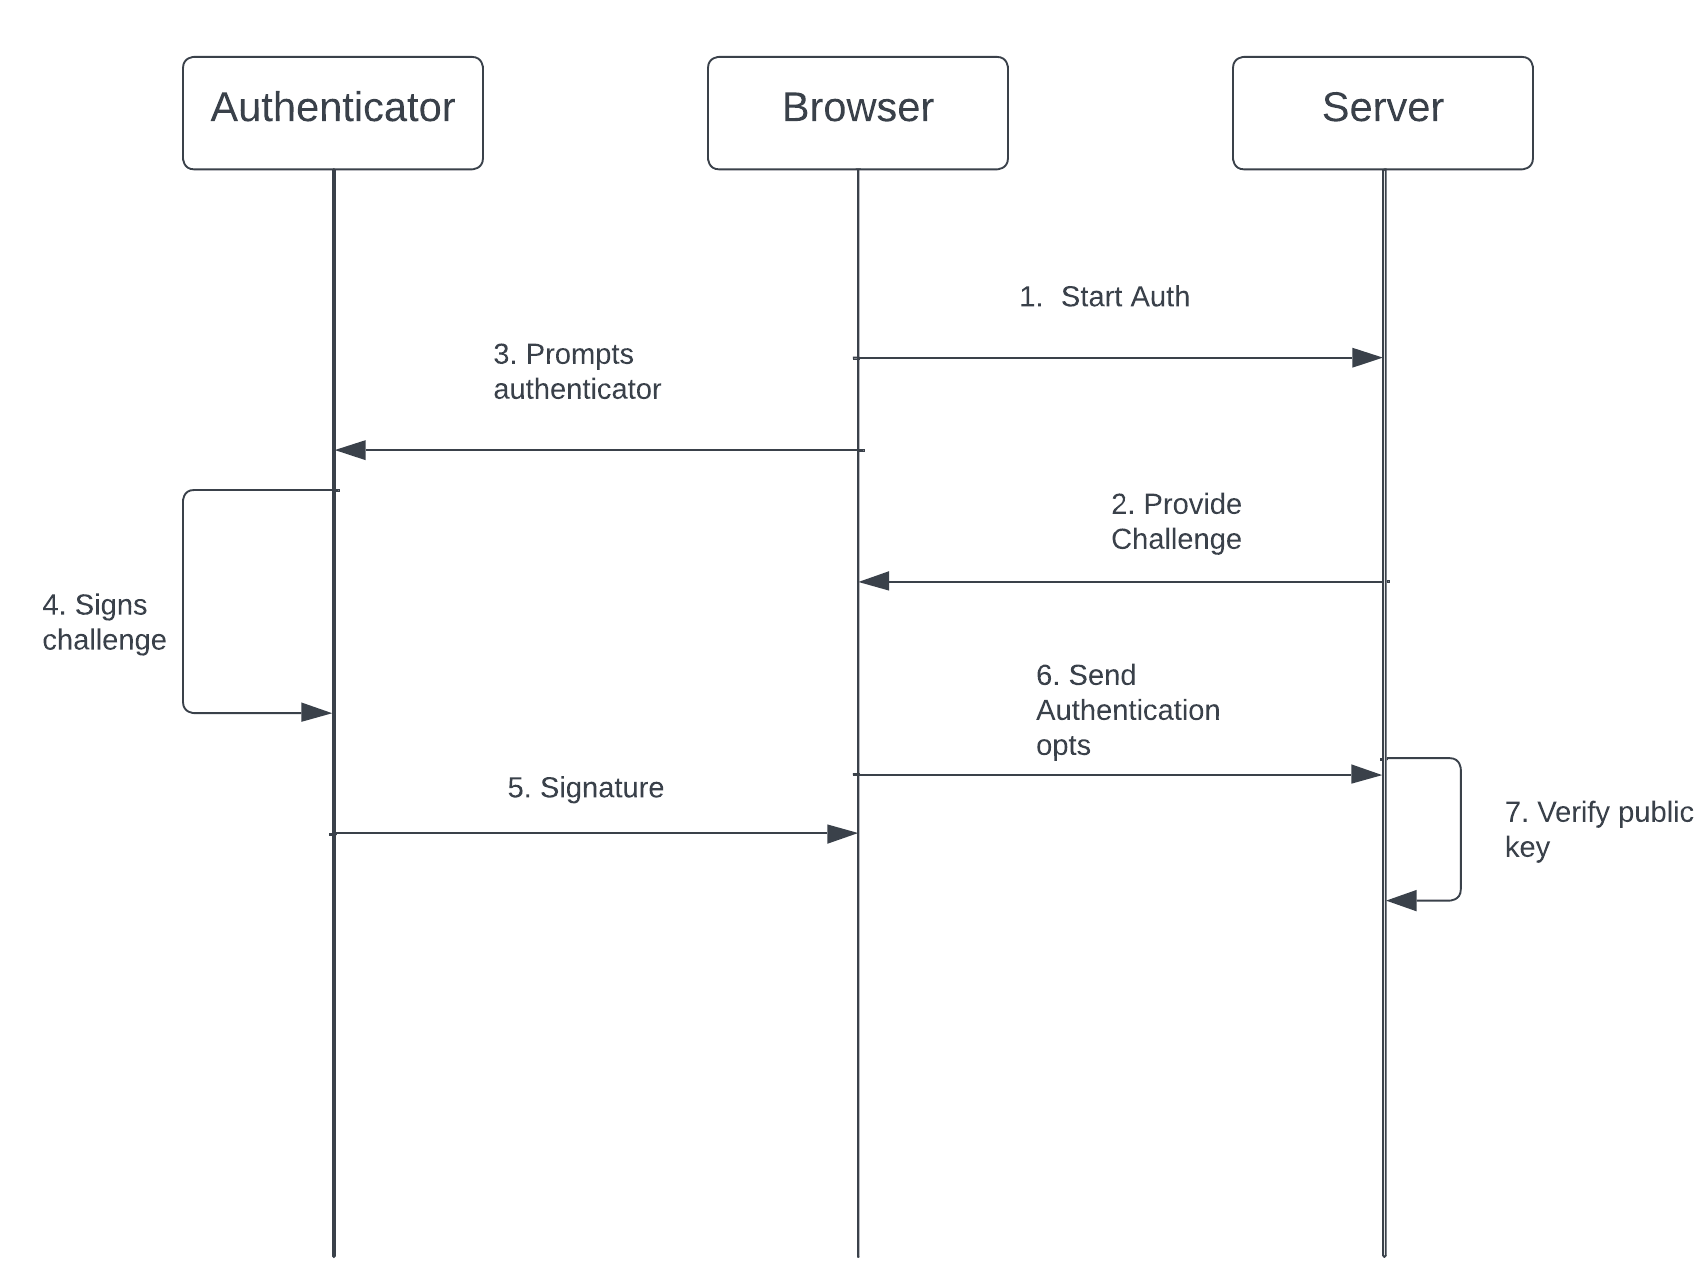 Authenticator
Browser
Server
1.  Start Auth
3. Prompts
authenticator
2. Provide
Challenge
4. Signs
challenge
6. Send
Authentication
opts
5. Signature
7. Verify public
key